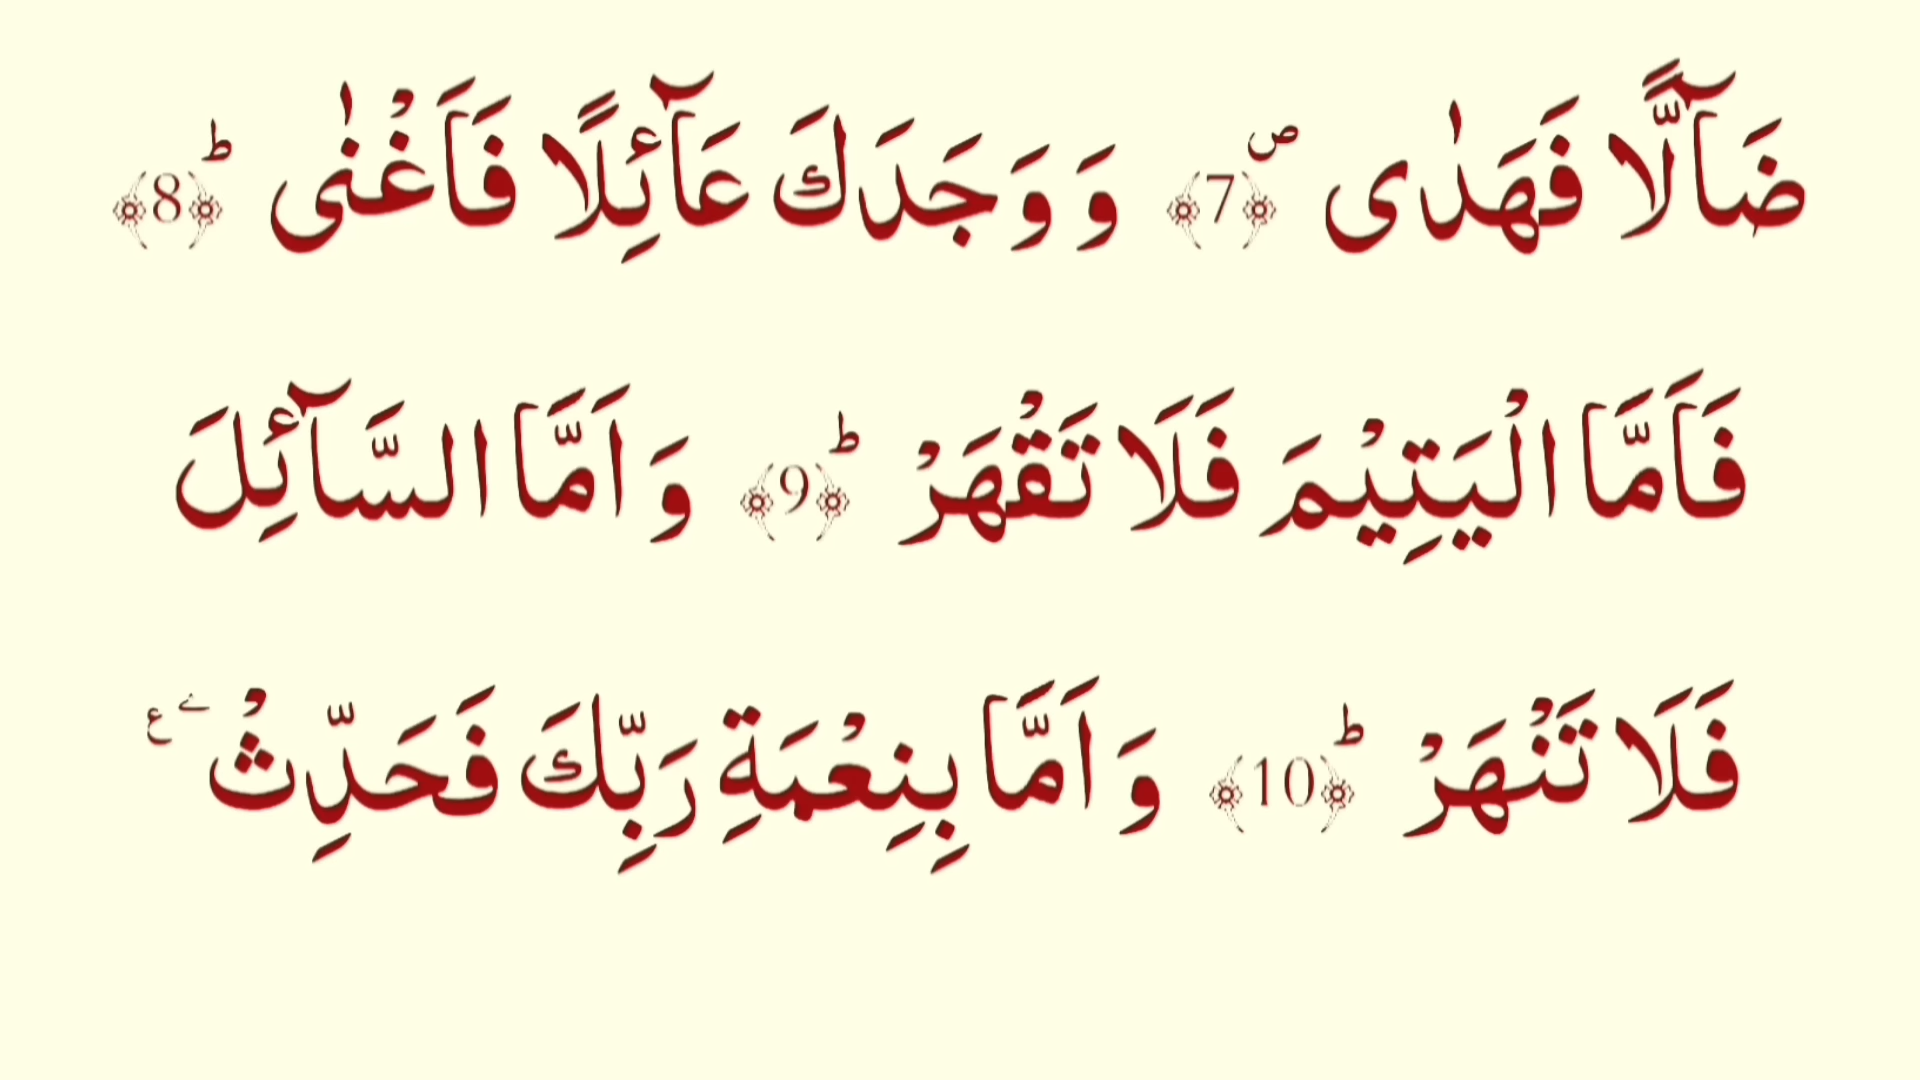 ضَآلًّا فَهَدٰى ﴿7﴾ۖ وَ وَجَدَكَ عَآئِلًا فَاَغْنٰى ﴿8﴾ؕ
فَاَمَّا الْيَتِيْمَ فَلَا تَقْهَرْ ﴿9﴾ؕ وَ اَمَّا السَّآئِلَ
فَلَا تَنْهَرْ ﴿10﴾ؕ وَ اَمَّا بِنِعْمَةِ رَبِّكَ فَحَدِّثْ ع ے